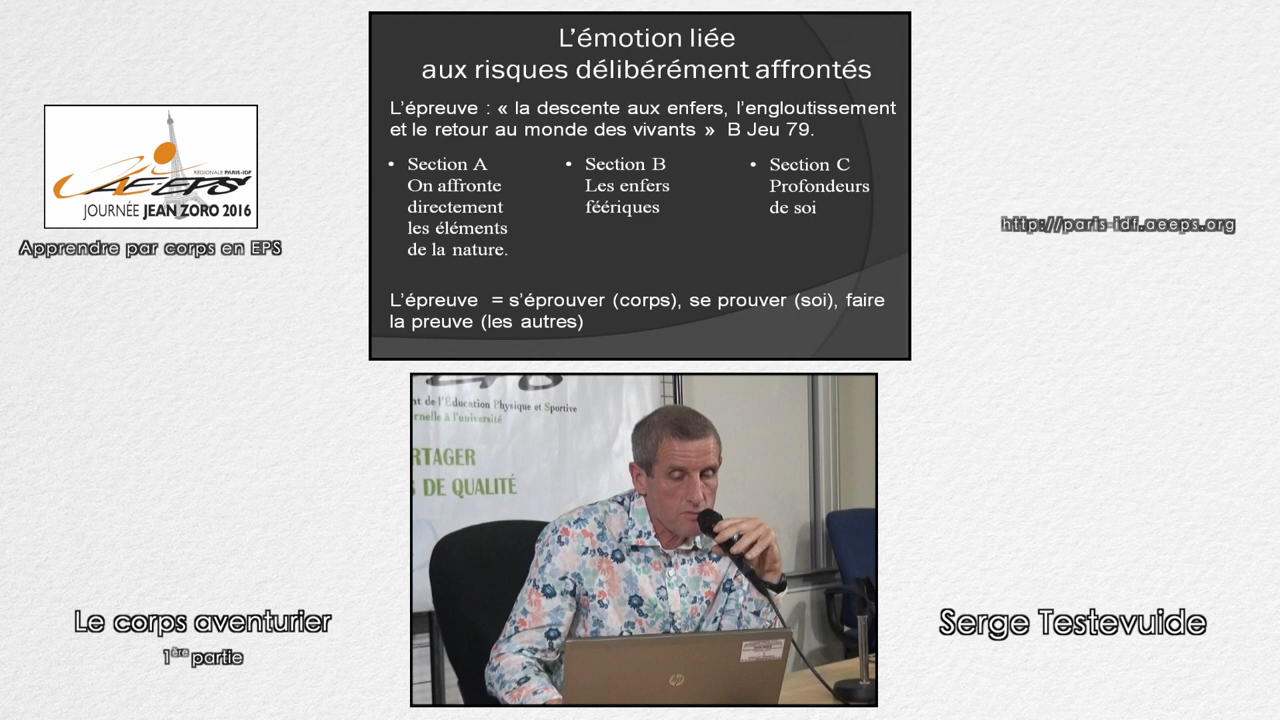 L'émotion liée
aux risques délibérément affrontés
L'épreuve : « la descente aux enfers, l'engloutissement
et le retour au monde des vivants » B Jeu 79.
• Section A
On affronte
directement
les éléments
de la nature.
• Section B
Les enfers
féériques
• Section C
Profondeurs
de soi
L'épreuve = s'éprouver (corps), se prouver (soi), faire
la preuve (les autres)
RÉGIONALE PARIS-IDF
AE-EPS
JOURNÉE JEAN ZORO 2016
Apprendre par corps en EPS
http://paris-idf.aeeps.org
nt de l'Éducation Physique et Sportive
rnelle à l'université
RTAGER
S DE QUALITÉ
hp
Le corps aventurier
1ère partie
Serge Testevuide